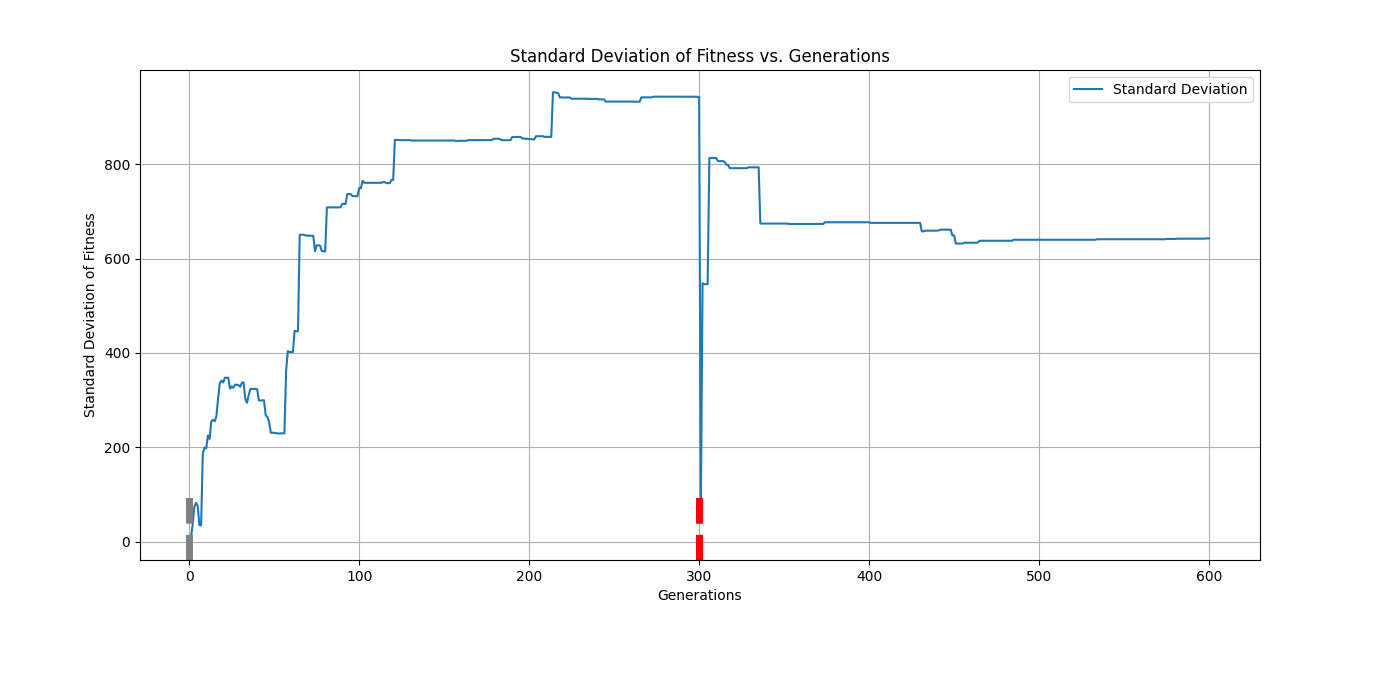 Standard Deviation of Fitness vs. Generations
Standard Deviation
Standard Deviation of Fitness
800
600
400
200
0
0 100 200 300 400 500 600
Generations